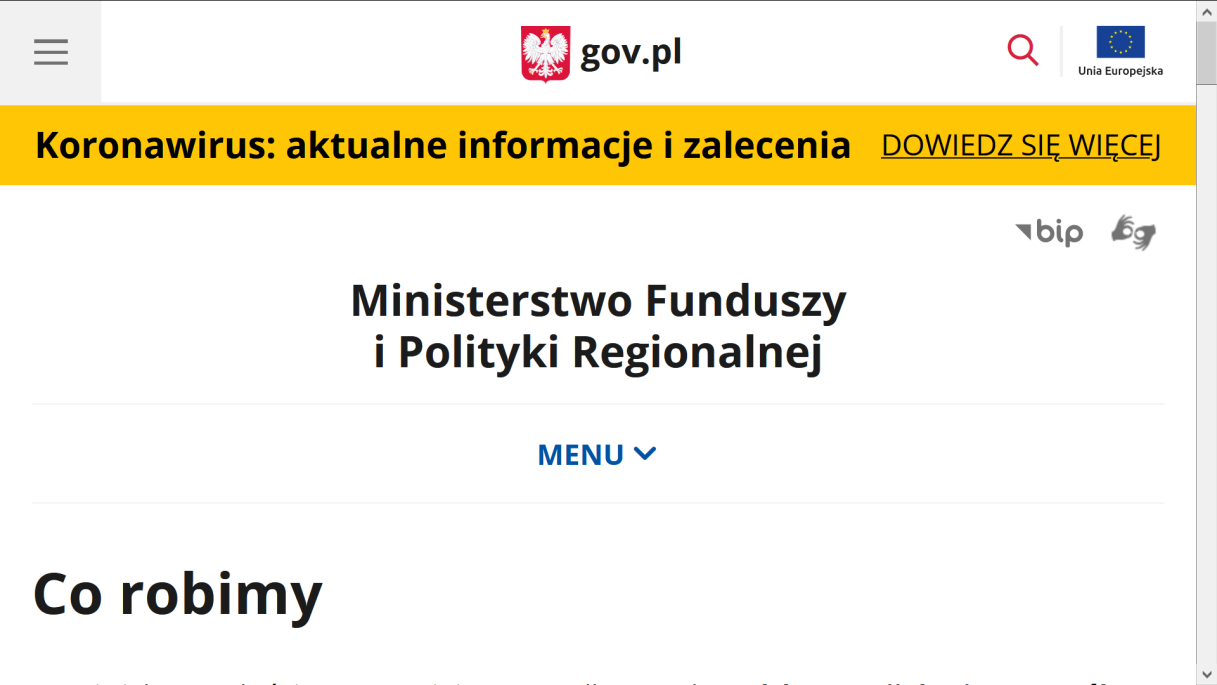 gov.pl
Unia Europejska
Koronawirus: aktualne informacje i zalecenia DOWIEDZ SIĘ WIĘCEJ
bip
Ministerstwo Funduszy
i Polityki Regionalnej
MENU
Co robimy